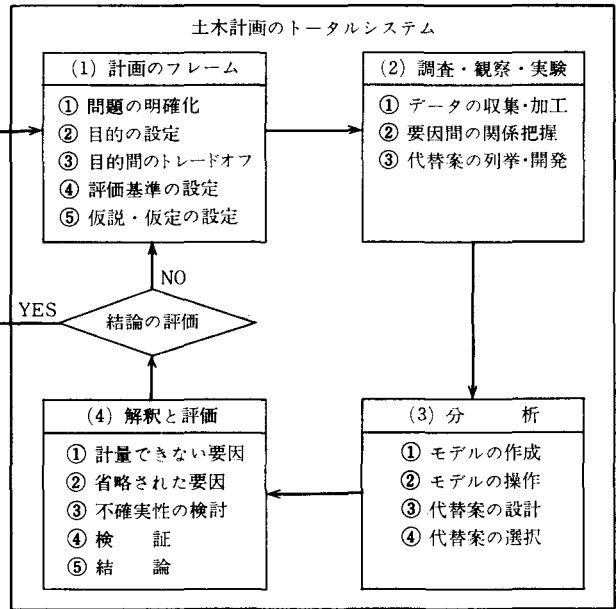 土木計画のトータルシステム
(1) 計画のフレーム
① 問題の明確化
② 目的の設定
③ 目的間のトレードオフ
④ 評価基準の設定
⑤ 仮説・仮定の設定
(2) 調査・観察・実験
① データの収集・加工
② 要因間の関係把握
③ 代替案の列挙・開発
NO
YES
結論の評価
(4) 解釈と評価
① 計量できない要因
② 省略された要因
③ 不確実性の検討
④ 検 証
⑤ 結 論
(3) 分 析
① モデルの作成
② モデルの操作
③ 代替案の設計
④ 代替案の選択